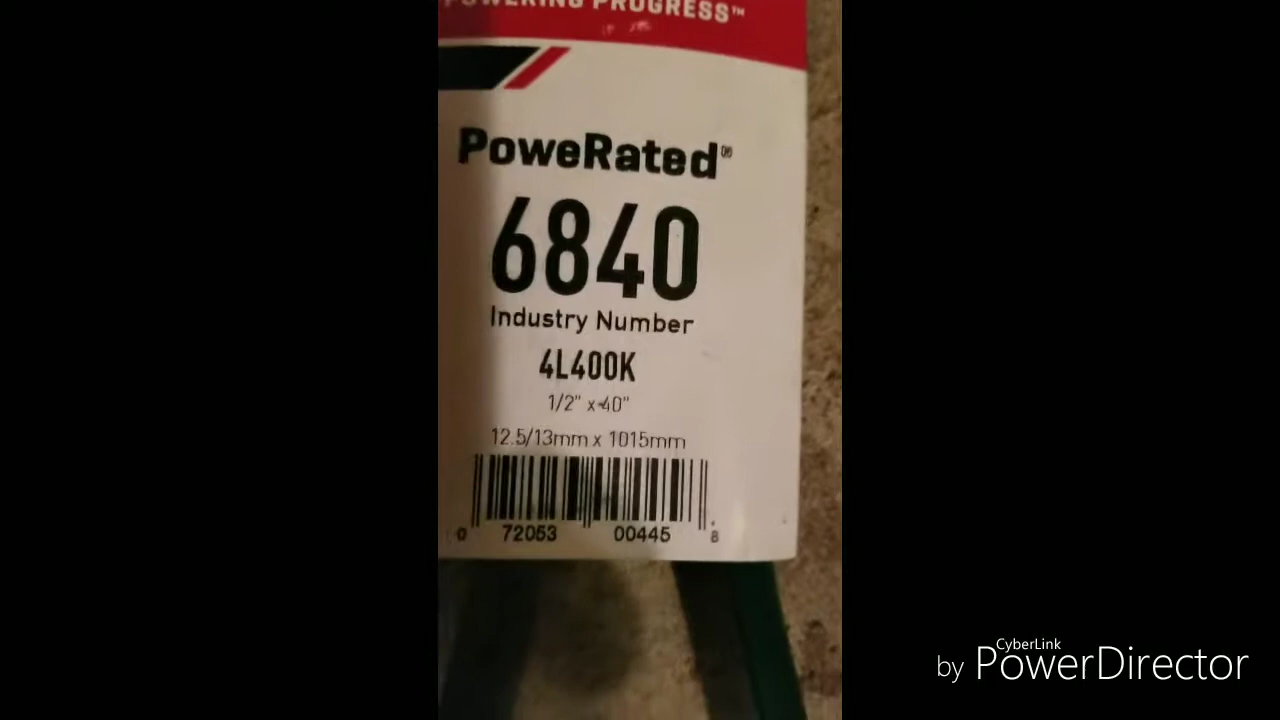 POWERING PROGRESS™
PoweRated®
6840
Industry Number
4L400K
1/2" x 40"
12.5/13mm x 1015mm
0 72053 00445 8
CyberLink
by PowerDirector